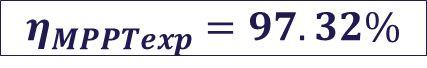 η_MPPTexp = 97.32%